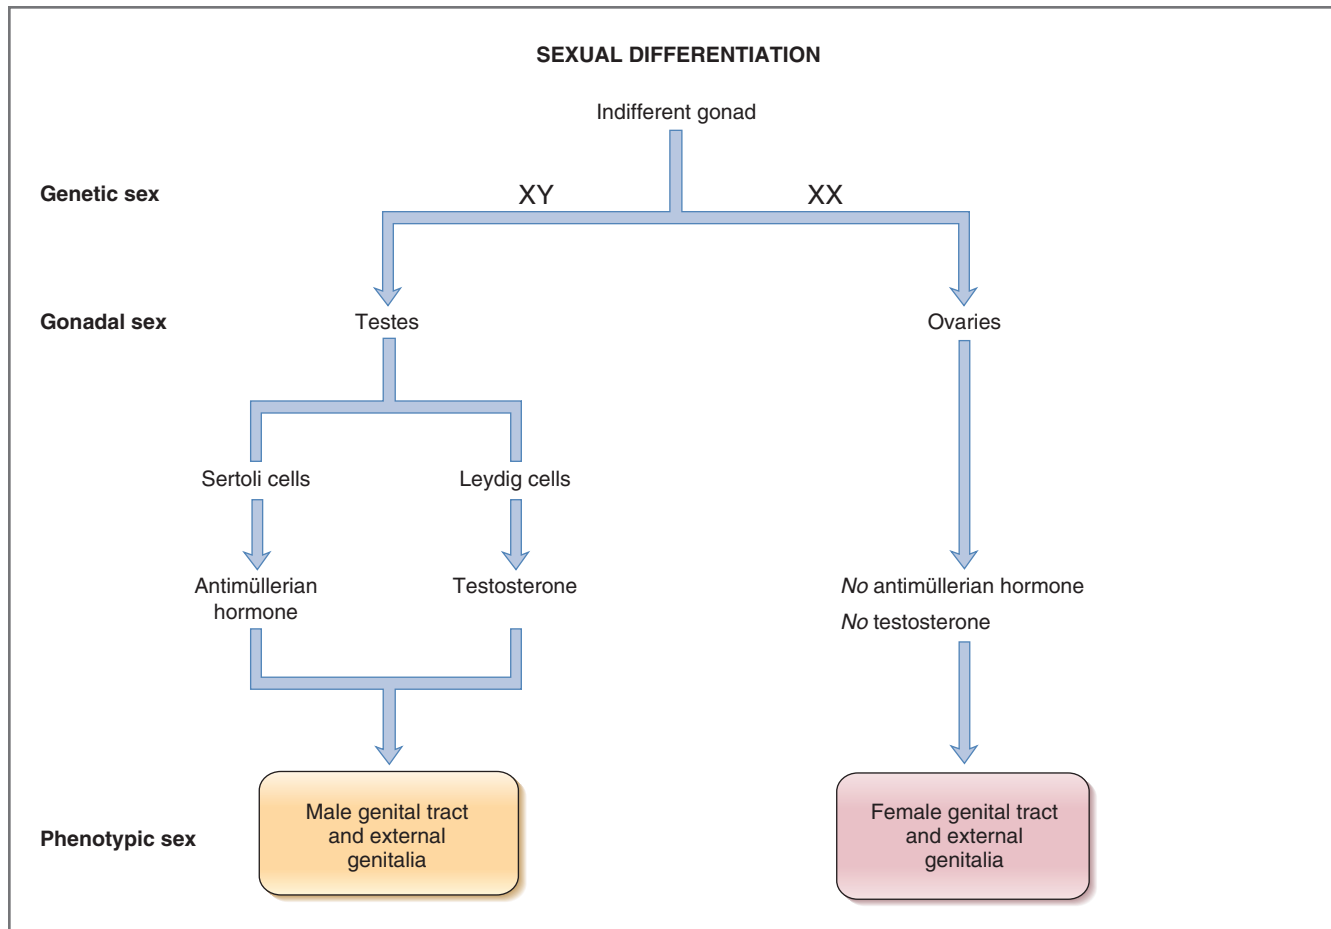 SEXUAL DIFFERENTIATION
Indifferent gonad
Genetic sex
XY
XX
Gonadal sex
Testes
Ovaries
Sertoli cells
Leydig cells
Antimüllerian
hormone
Testosterone
No antimüllerian hormone
No testosterone
Phenotypic sex
Male genital tract
and external
genitalia
Female genital tract
and external
genitalia